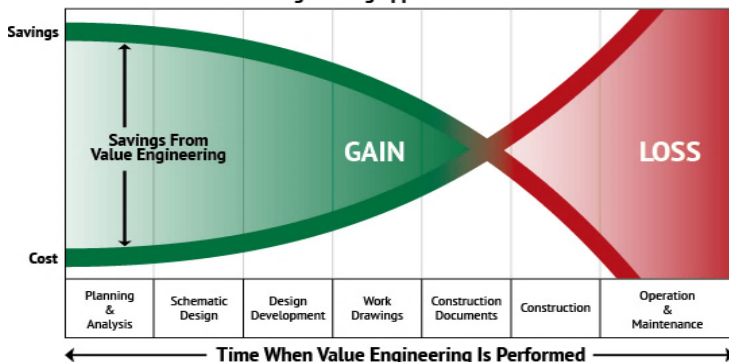 Savings
Savings From
Value Engineering
GAIN
LOSS
Cost
Planning
&
Analysis
Schematic
Design
Design
Development
Work
Drawings
Construction
Documents
Construction
Operation
&
Maintenance
Time When Value Engineering Is Performed